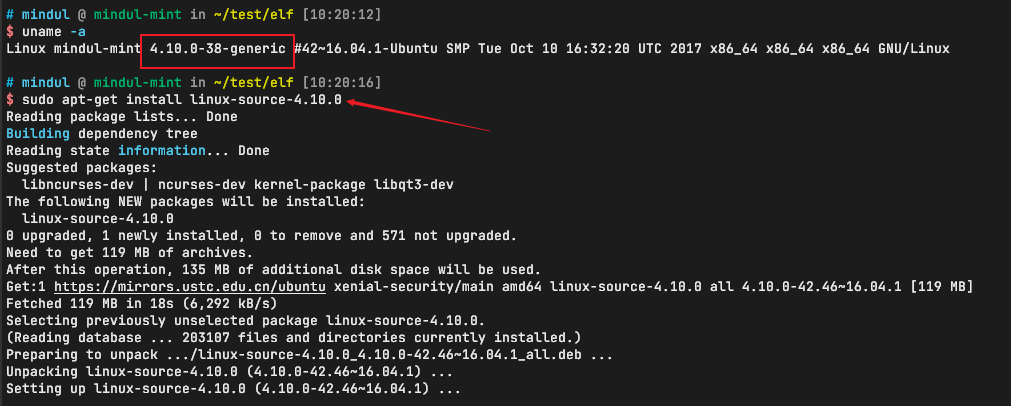 # mindul @ mindul-mint in ~/test/elf [10:20:12]
$ uname -a
Linux mindul-mint 4.10.0-38-generic #42~16.04.1-Ubuntu SMP Tue Oct 10 16:32:20 UTC 2017 x86_64 x86_64 x86_64 GNU/Linux
# mindul @ mindul-mint in ~/test/elf [10:20:16]
$ sudo apt-get install linux-source-4.10.0
Reading package lists... Done
Building dependency tree
Reading state information... Done
Suggested packages:
  libncurses-dev | ncurses-dev kernel-package libqt3-dev
The following NEW packages will be installed:
  linux-source-4.10.0
0 upgraded, 1 newly installed, 0 to remove and 571 not upgraded.
Need to get 119 MB of archives.
After this operation, 135 MB of additional disk space will be used.
Get:1 https://mirrors.ustc.edu.cn/ubuntu xenial-security/main amd64 linux-source-4.10.0 all 4.10.0-42.46~16.04.1 [119 MB]
Fetched 119 MB in 18s (6,292 kB/s)
Selecting previously unselected package linux-source-4.10.0.
(Reading database ... 203107 files and directories currently installed.)
Preparing to unpack .../linux-source-4.10.0_4.10.0-42.46~16.04.1_all.deb ...
Unpacking linux-source-4.10.0 (4.10.0-42.46~16.04.1) ...
Setting up linux-source-4.10.0 (4.10.0-42.46~16.04.1) ...